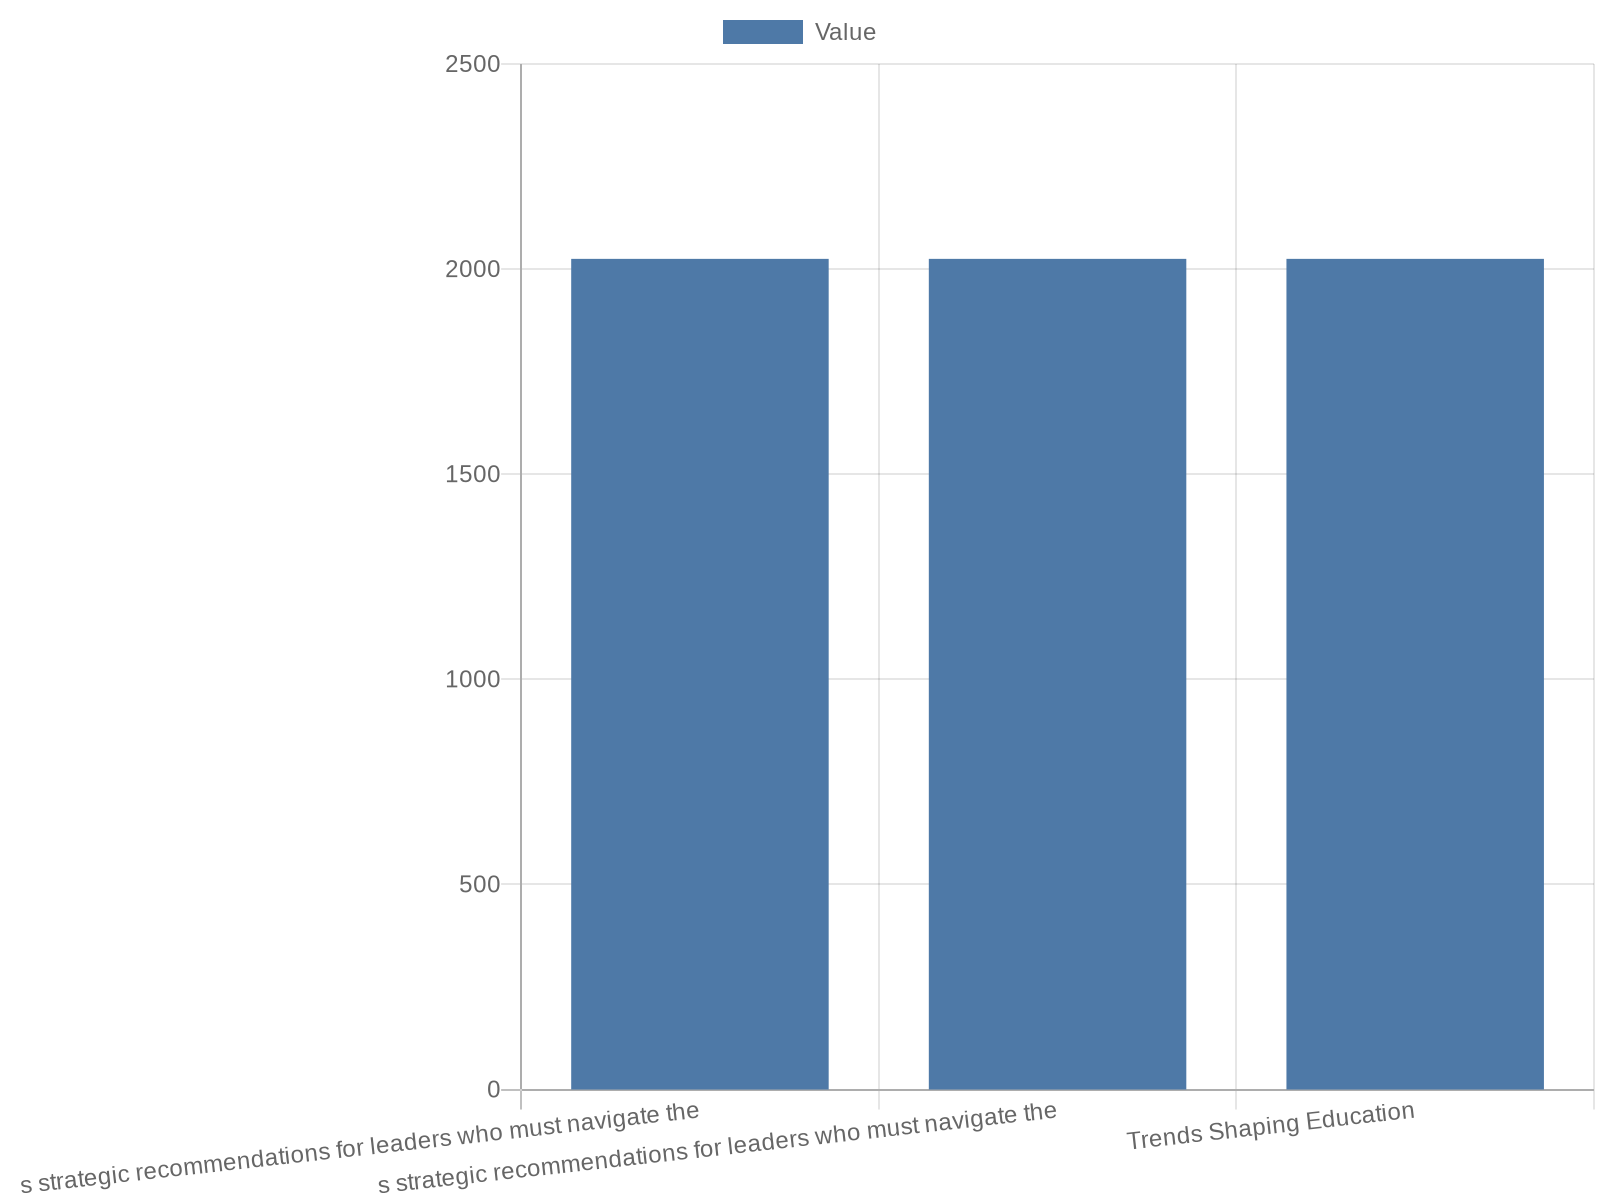 Value
2500
2000
1500
1000
500
0
s strategic recommendations for leaders who must navigate the
s strategic recommendations for leaders who must navigate the
Trends Shaping Education